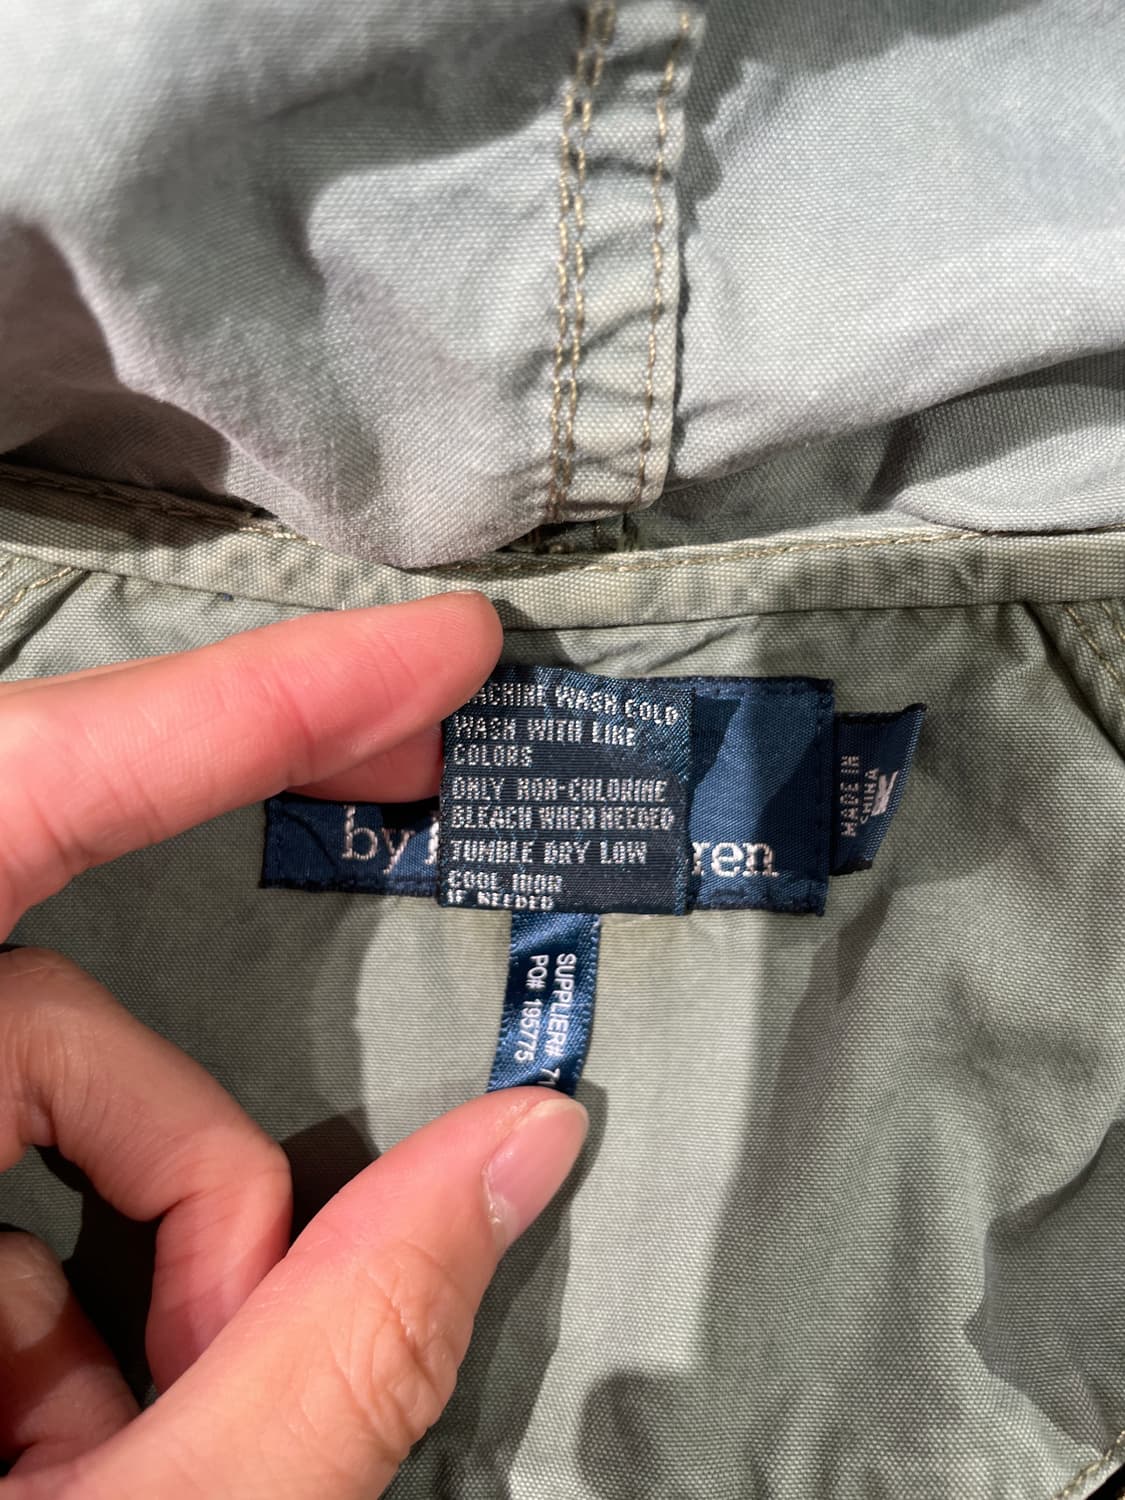 MACHINE WASH COLD
WASH WITH LIKE
COLORS
ONLY NON-CHLORINE
BLEACH WHEN NEEDED
TUMBLE DRY LOW
COOL IRON
IF NEEDED
by
ren
MADE IN
CHINA
SUPPLIER# 71
PO# 195775